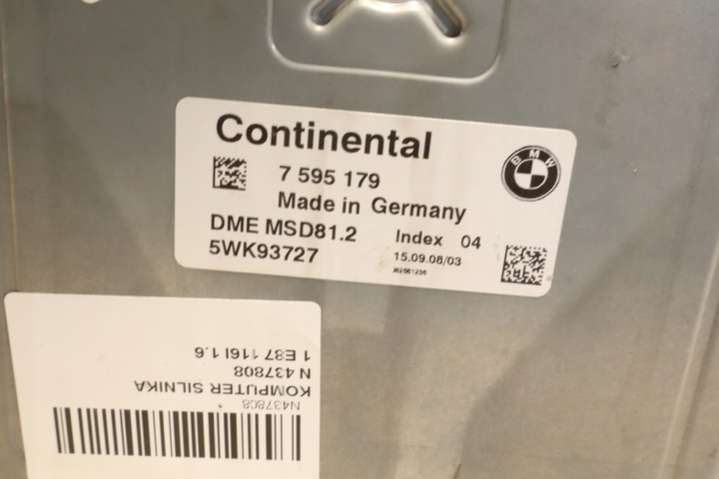 Continental
7 595 179
BMW
Made in Germany
DME MSD81.2 Index 04
5WK93727 15.09.08/03
1 E87 116I 1.6
N 437808
KOMPUTER SILNIKA
N437808